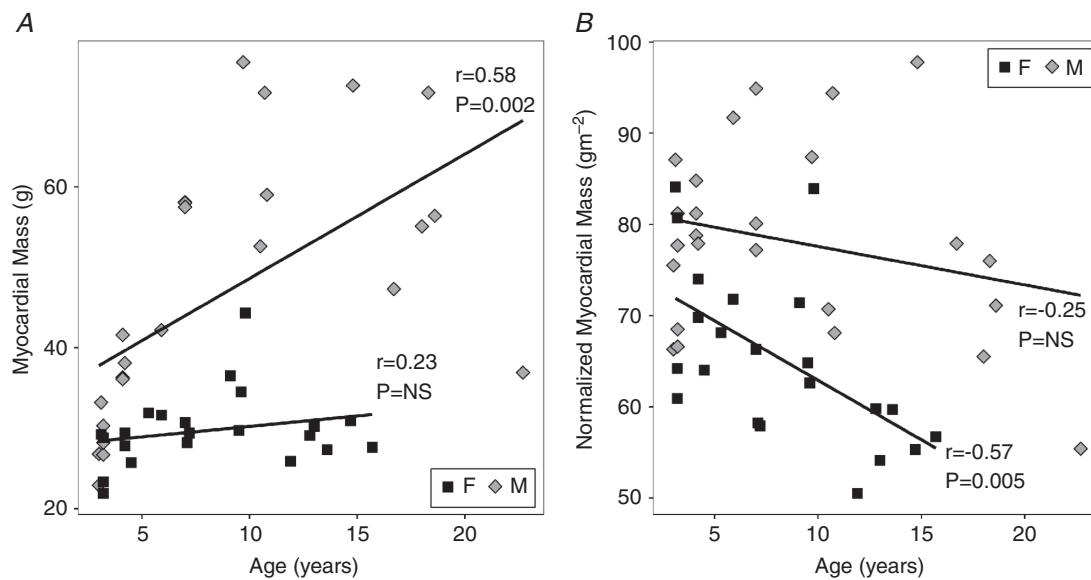 A
Myocardial Mass (g)
60
40
20
r=0.58
P=0.002
r=0.23
P=NS
F M
5 10 15 20
Age (years)
B
Normalized Myocardial Mass (gm⁻²)
100
90
80
70
60
50
F M
r=-0.25
P=NS
r=-0.57
P=0.005
5 10 15 20
Age (years)